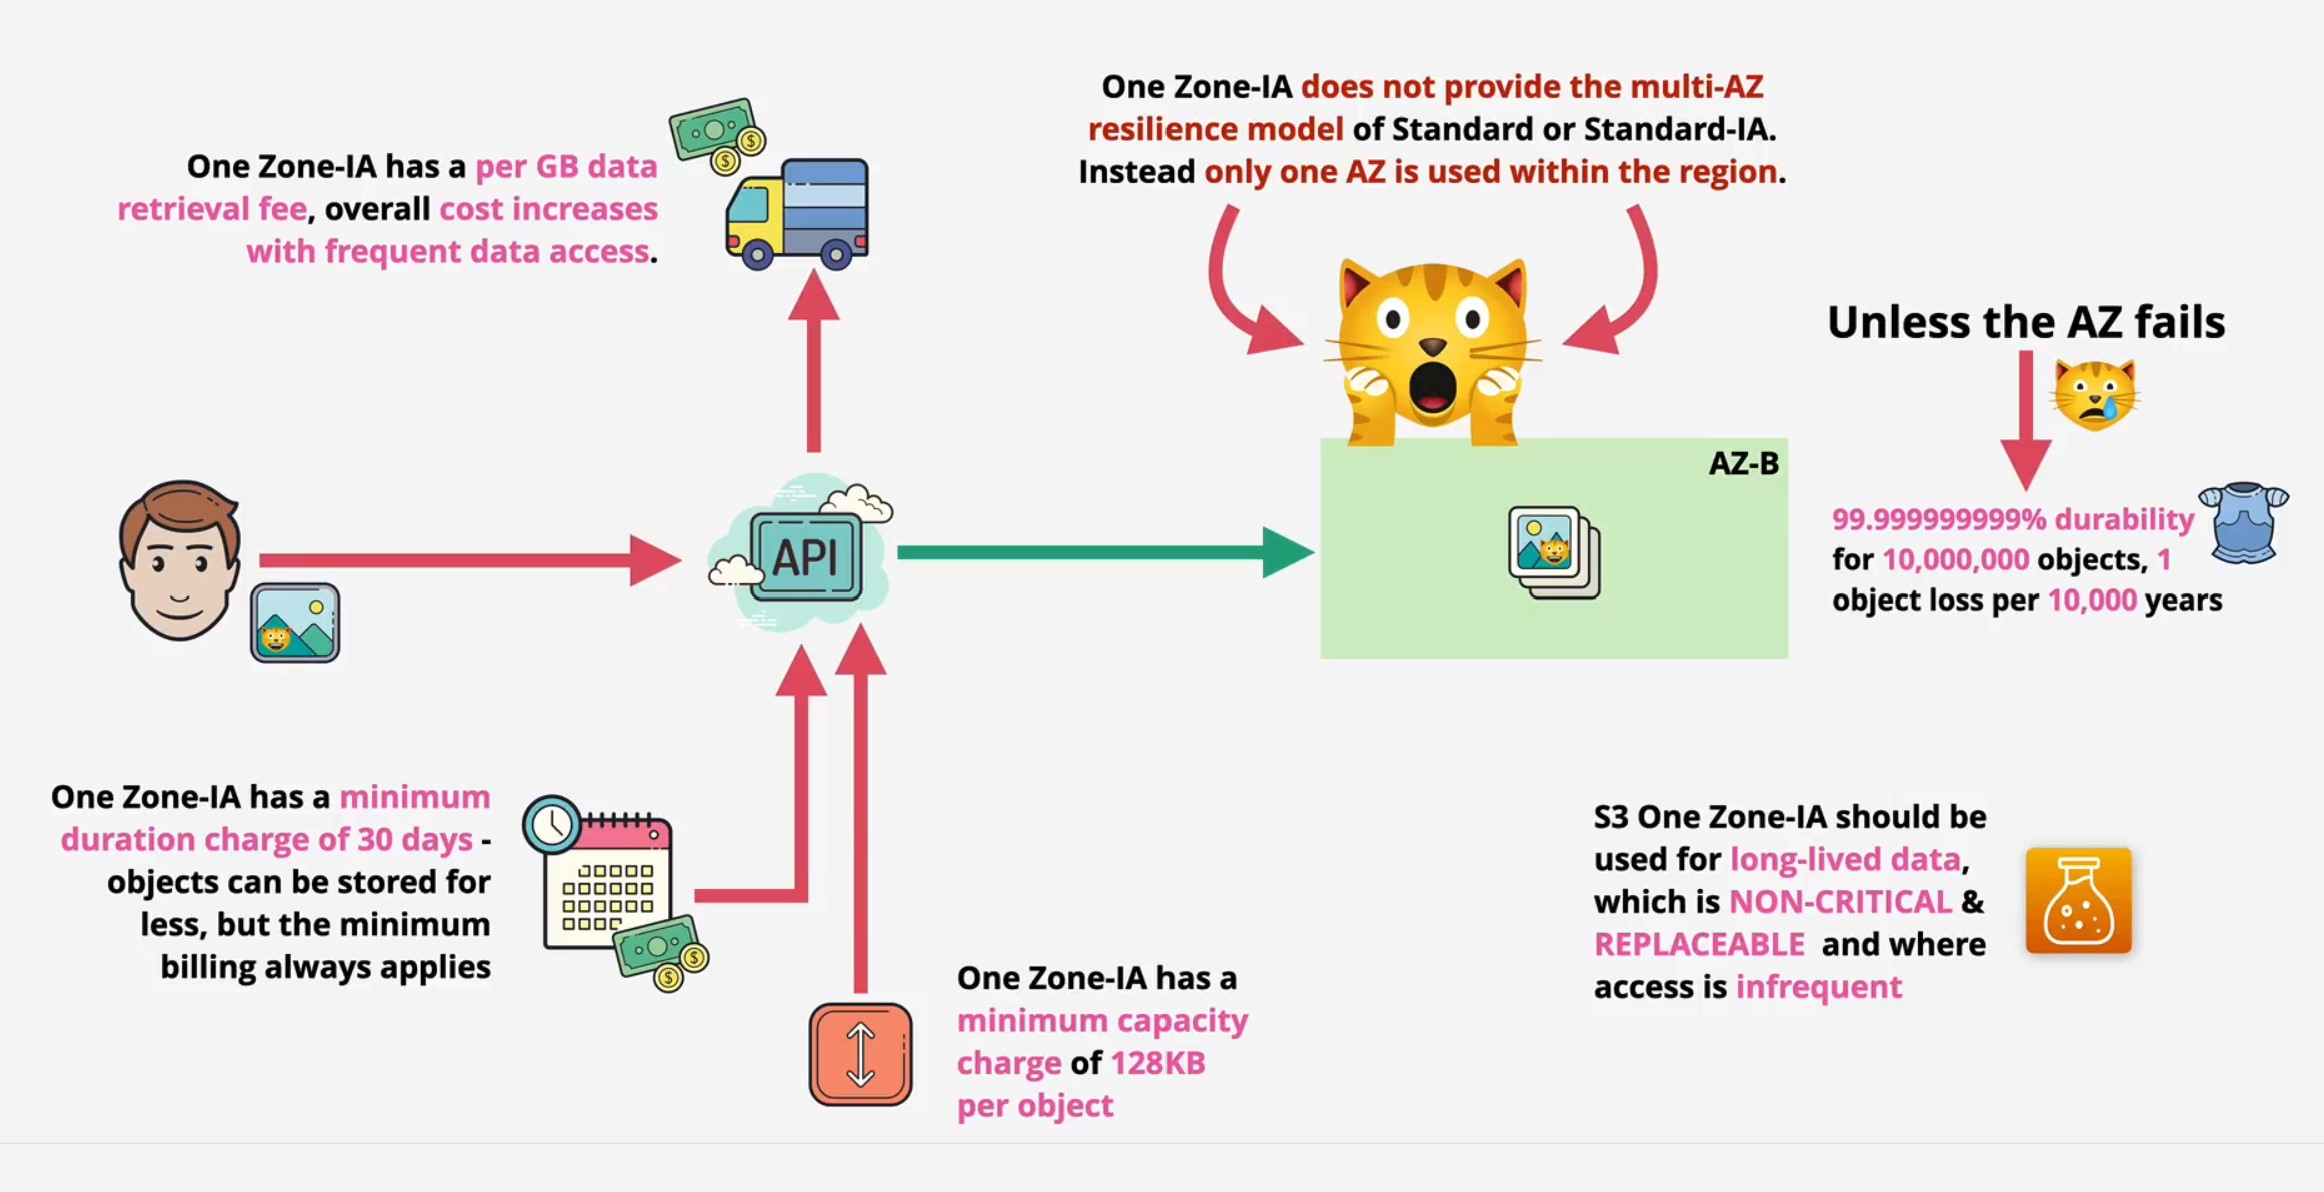 One Zone-IA has a per GB data
retrieval fee, overall cost increases
with frequent data access.
One Zone-IA does not provide the multi-AZ
resilience model of Standard or Standard-IA.
Instead only one AZ is used within the region.
Unless the AZ fails
AZ-B
API
99.999999999% durability
for 10,000,000 objects, 1
object loss per 10,000 years
One Zone-IA has a minimum
duration charge of 30 days -
objects can be stored for
less, but the minimum
billing always applies
One Zone-IA has a
minimum capacity
charge of 128KB
per object
S3 One Zone-IA should be
used for long-lived data,
which is NON-CRITICAL &
REPLACEABLE and where
access is infrequent